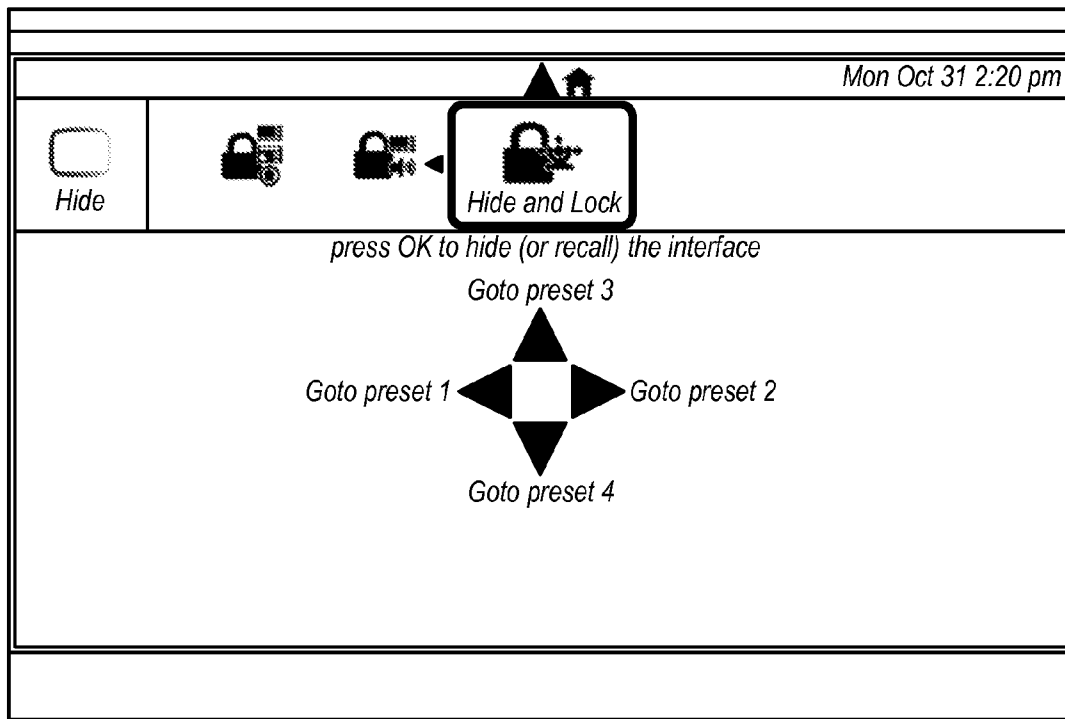 Mon Oct 31 2:20 pm
Hide
Hide and Lock
press OK to hide (or recall) the interface
Goto preset 3
Goto preset 1
Goto preset 2
Goto preset 4